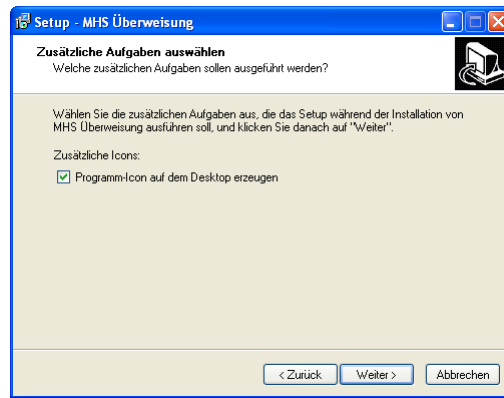 Setup - MHS Überweisung
Zusätzliche Aufgaben auswählen
Welche zusätzlichen Aufgaben sollen ausgeführt werden?
Wählen Sie die zusätzlichen Aufgaben aus, die das Setup während der Installation von
MHS Überweisung ausführen soll, und klicken Sie danach auf "Weiter".
Zusätzliche Icons:
Programm-Icon auf dem Desktop erzeugen
< Zurück  Weiter >  Abbrechen